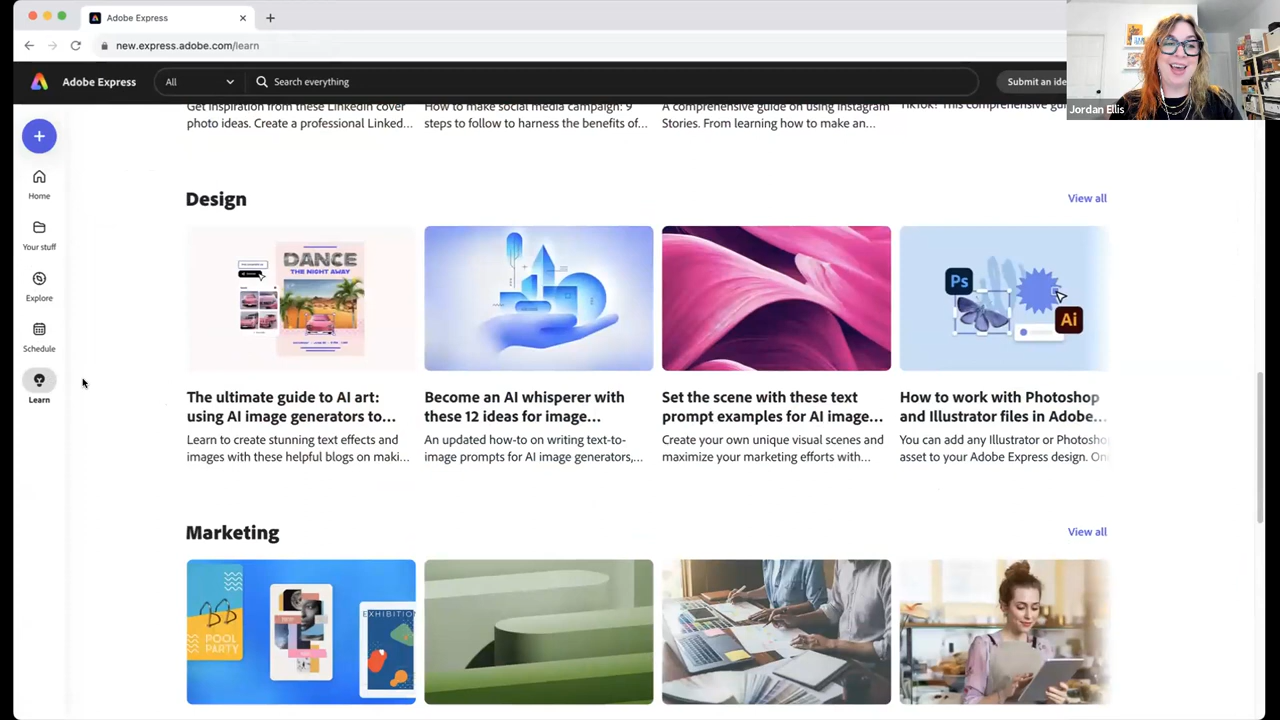 Adobe Express
new.express.adobe.com/learn
Adobe Express
All
Search everything
Submit an ide
Jordan Ellis
Home
Your stuff
Explore
Schedule
Learn
Get inspiration from these LinkedIn cover
photo ideas. Create a professional Linked...
How to make social media campaign: 9
steps to follow to harness the benefits of...
A comprehensive guide on using Instagram
Stories. From learning how to make an...
TikTok? This comprehensive gu
Design
View all
DANCE
THE NIGHT AWAY
Ps
Ai
The ultimate guide to AI art:
using AI image generators to...
Learn to create stunning text effects and
images with these helpful blogs on maki...
Become an AI whisperer with
these 12 ideas for image...
An updated how-to on writing text-to-
image prompts for AI image generators,...
Set the scene with these text
prompt examples for AI image...
Create your own unique visual scenes and
maximize your marketing efforts with...
How to work with Photoshop
and Illustrator files in Adobe...
You can add any Illustrator or Photosho
asset to your Adobe Express design. On
Marketing
View all
POOL
PARTY
EXHIBITION